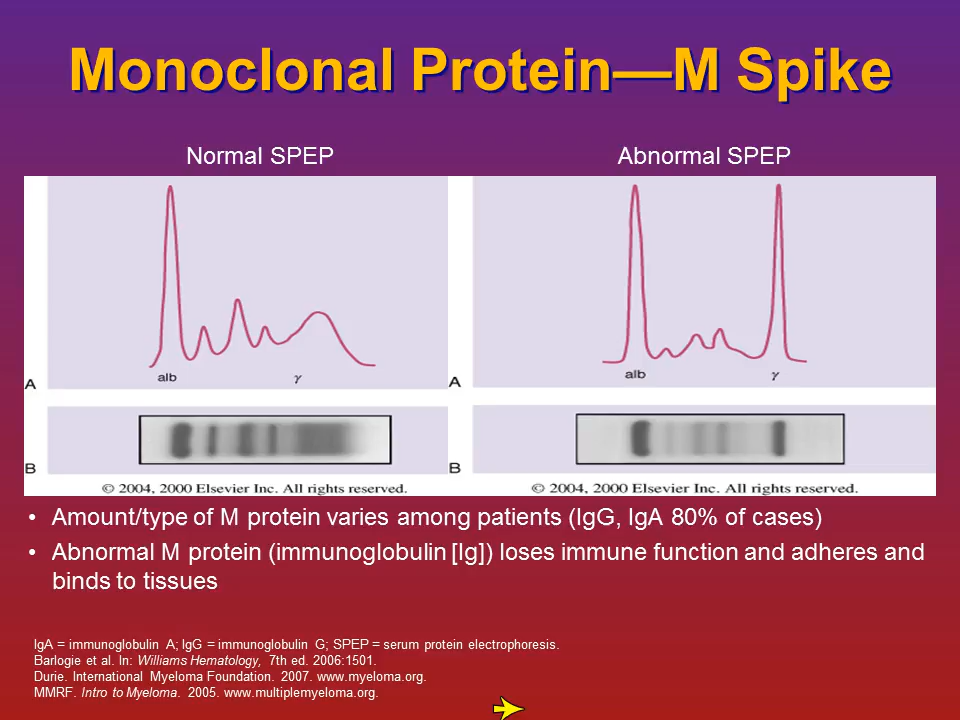 Monoclonal Protein—M Spike
Normal SPEP
Abnormal SPEP
A
alb
γ
A
alb
γ
B
B
© 2004, 2000 Elsevier Inc. All rights reserved.
© 2004, 2000 Elsevier Inc. All rights reserved.
• Amount/type of M protein varies among patients (IgG, IgA 80% of cases)
• Abnormal M protein (immunoglobulin [Ig]) loses immune function and adheres and
binds to tissues
IgA = immunoglobulin A; IgG = immunoglobulin G; SPEP = serum protein electrophoresis.
Barlogie et al. In: Williams Hematology, 7th ed. 2006:1501.
Durie. International Myeloma Foundation. 2007. www.myeloma.org.
MMRF. Intro to Myeloma. 2005. www.multiplemyeloma.org.